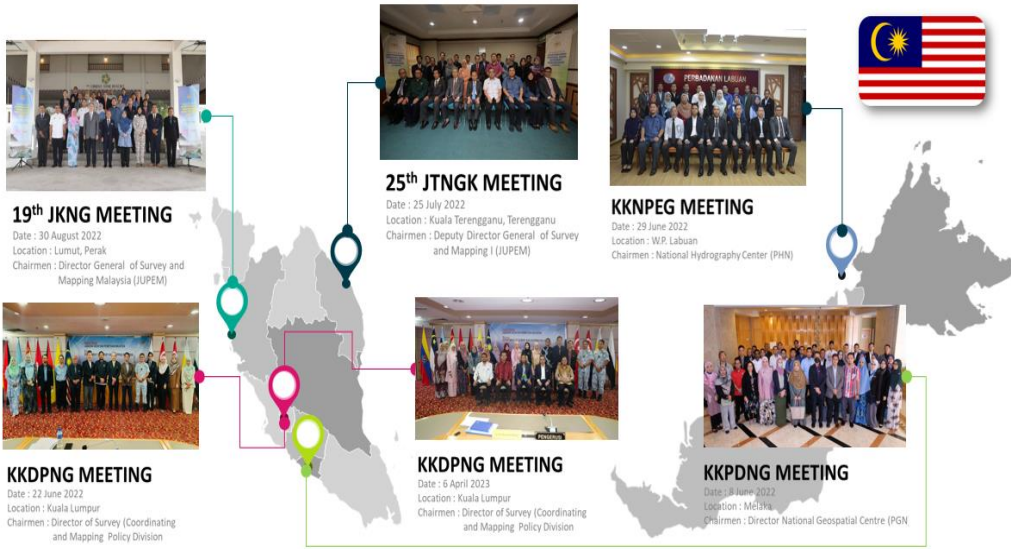 PERBADANAN LABUAN
19th JKNG MEETING
Date : 30 August 2022
Location : Lumut, Perak
Chairmen : Director General of Survey and
Mapping Malaysia (JUPEM)
25th JTNGK MEETING
Date : 25 July 2022
Location : Kuala Terengganu, Terengganu
Chairmen : Deputy Director General of Survey
and Mapping I (JUPEM)
KKNPEG MEETING
Date : 29 June 2022
Location : W.P. Labuan
Chairmen : National Hydrography Center (PHN)
KKDPNG MEETING
Date : 22 June 2022
Location : Kuala Lumpur
Chairmen : Director of Survey (Coordinating
and Mapping Policy Division
PENGERUSI
KKDPNG MEETING
Date : 6 April 2023
Location : Kuala Lumpur
Chairmen : Director of Survey (Coordinating
and Mapping Policy Division
KKPDNG MEETING
Date : 8 June 2022
Location : Melaka
Chairmen : Director National Geospatial Centre (PGN